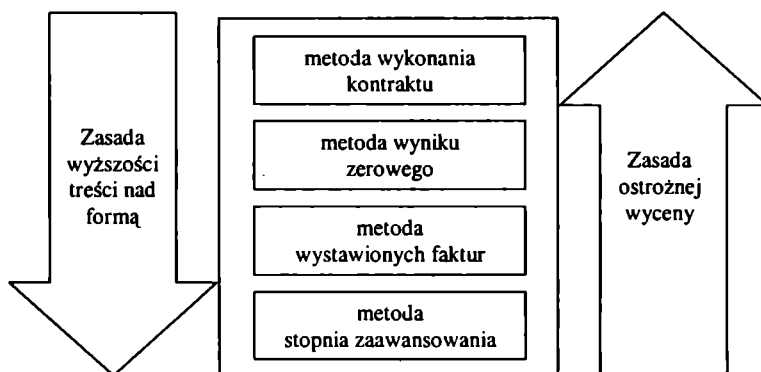 metoda wykonania
kontraktu
metoda wyniku
zerowego
metoda
wystawionych faktur
metoda
stopnia zaawansowania
Zasada
wyższości
treści nad
formą
Zasada
ostrożnej
wyceny